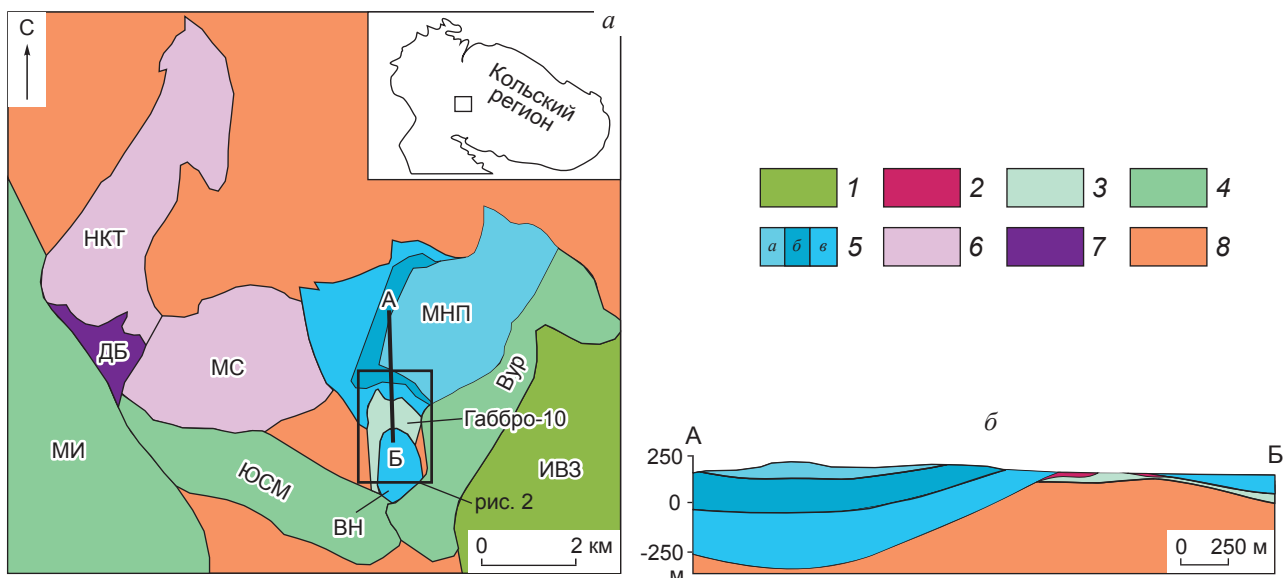 С
а
Кольский
регион
НКТ
А
МНП
ДБ
МС
Вур
Габбро-10
МИ
Б
ИВЗ
ЮСМ
рис. 2
ВН
0 2 км
1 2 3 4
а б в 5 6 7 8
б
А Б
250
0
-250
м
0 250 м